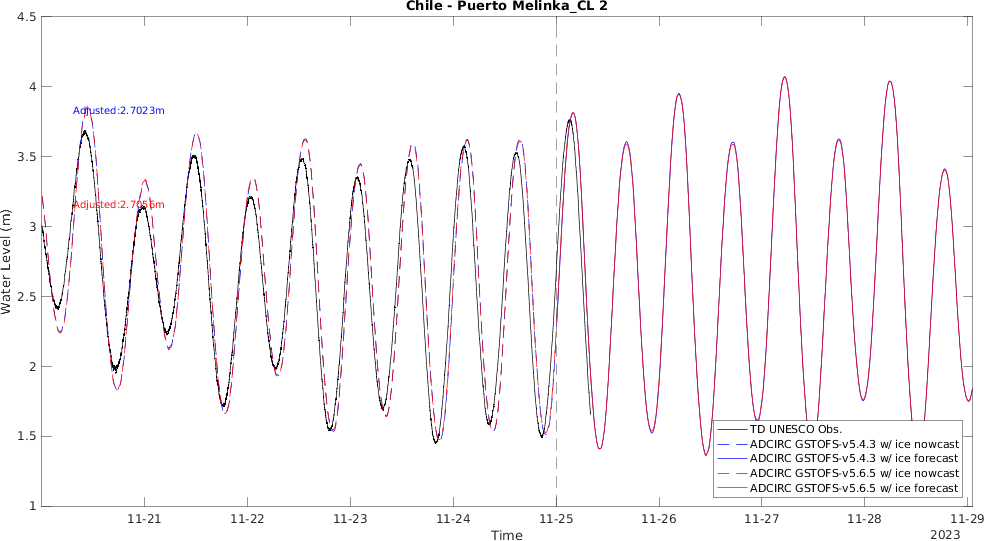 Chile - Puerto Melinka_CL 2
4.5
4
3.5
3
2.5
2
1.5
1
Water Level (m)
Adjusted:2.7023m
Adjusted:2.7056m
TD UNESCO Obs.
ADCIRC GSTOFS-v5.4.3 w/ ice nowcast
ADCIRC GSTOFS-v5.4.3 w/ ice forecast
ADCIRC GSTOFS-v5.6.5 w/ ice nowcast
ADCIRC GSTOFS-v5.6.5 w/ ice forecast
11-21 11-22 11-23 11-24 11-25 11-26 11-27 11-28 11-29
Time
2023